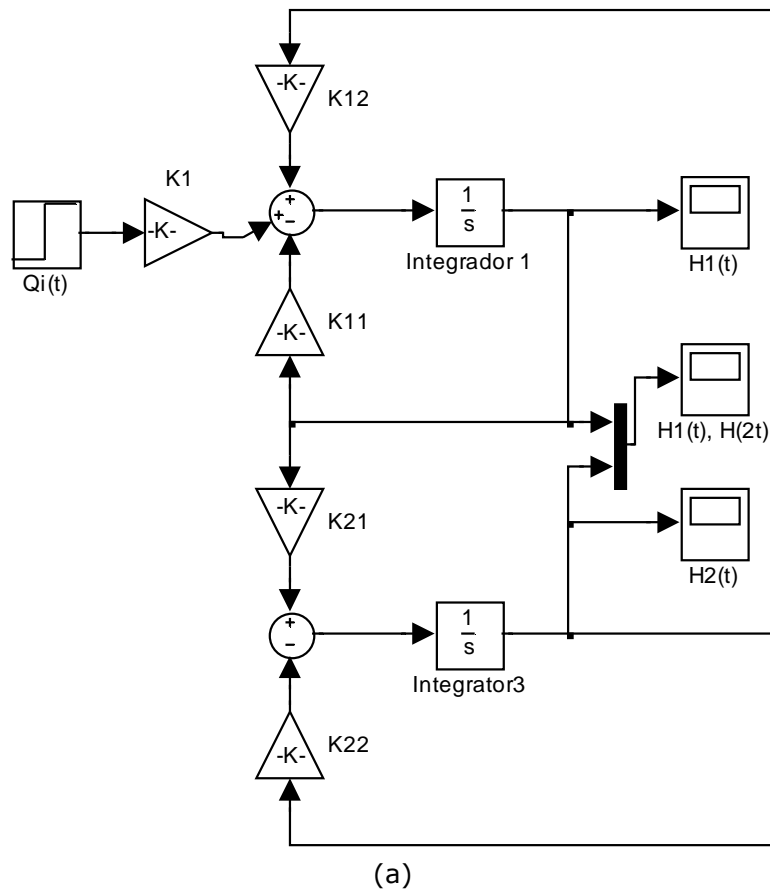 -K-
K12
K1
+
+
−
-K-
1
s
Qi(t)
Integrador 1
H1(t)
K11
-K-
H1(t), H(2t)
-K-
K21
H2(t)
+
−
1
s
Integrator3
K22
-K-
(a)